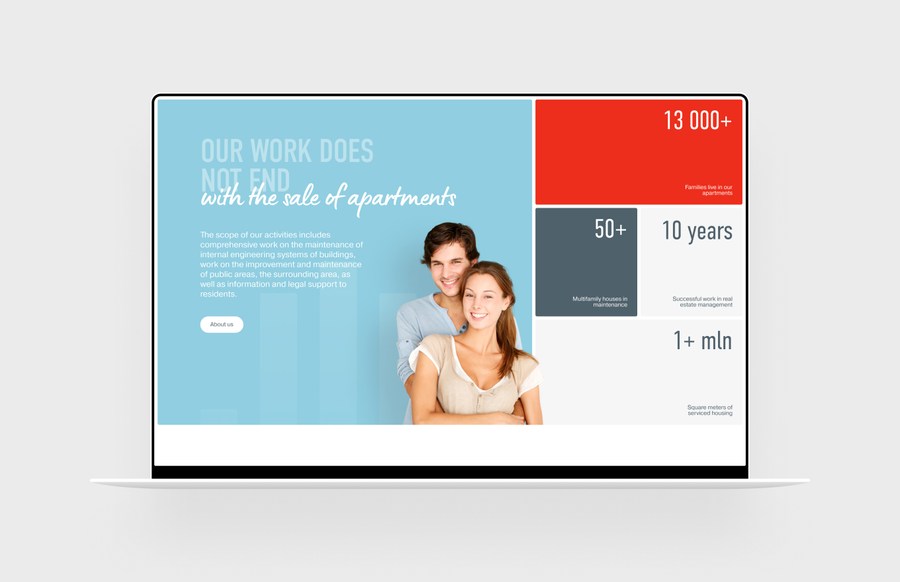 OUR WORK DOES
NOT END
with the sale of apartments
The scope of our activities includes
comprehensive work on the maintenance of
internal engineering systems of buildings,
work on the improvement and maintenance
of public areas, the surrounding area, as
well as information and legal support to
residents.
About us
13 000+
Families live in our
apartments
50+
Multifamily houses in
maintenance
10 years
Successful work in real
estate management
1+ mln
Square meters of
serviced housing